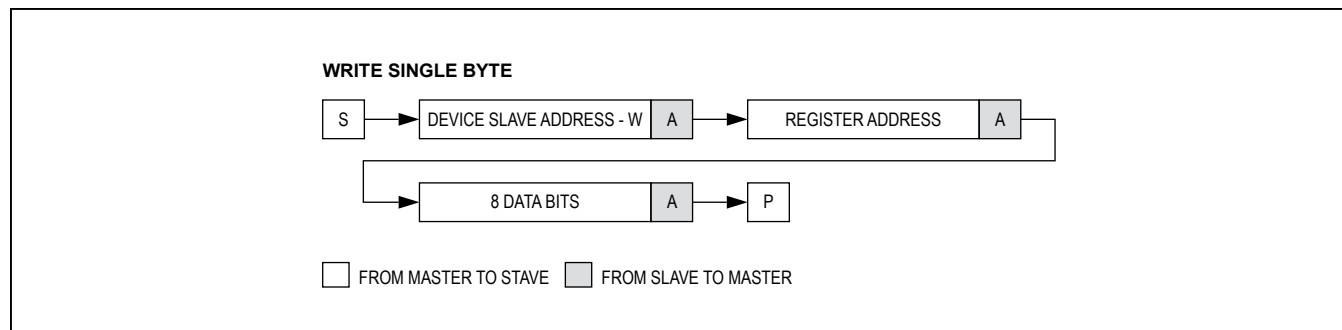 WRITE SINGLE BYTE
S DEVICE SLAVE ADDRESS - W A REGISTER ADDRESS A
8 DATA BITS A P
FROM MASTER TO STAVE FROM SLAVE TO MASTER